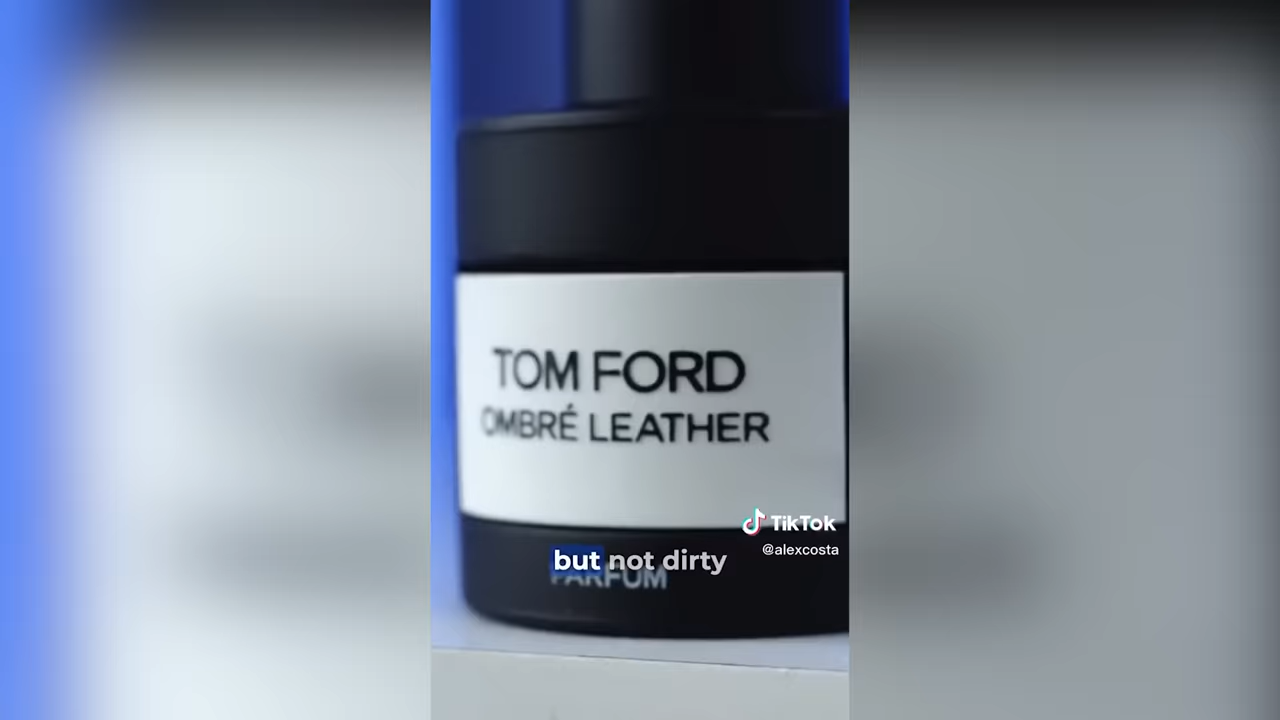 TOM FORD
OMBRÉ LEATHER
TikTok
@alexcosta
but not dirty
PARFUM